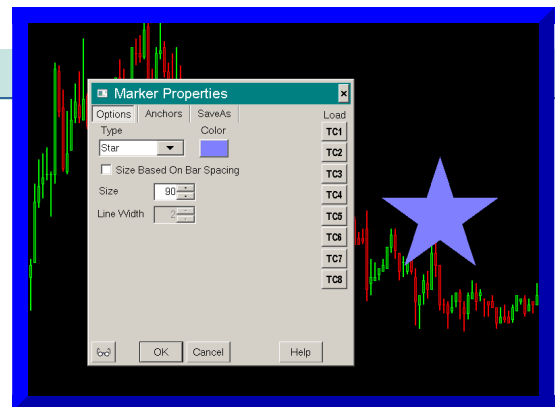 Marker Properties
Options Anchors SaveAs Load
Type Color TC1
Star TC2
Size Based On Bar Spacing TC3
Size 90 TC4
Line Width 2 TC5
TC6
TC7
TC8
OK Cancel Help